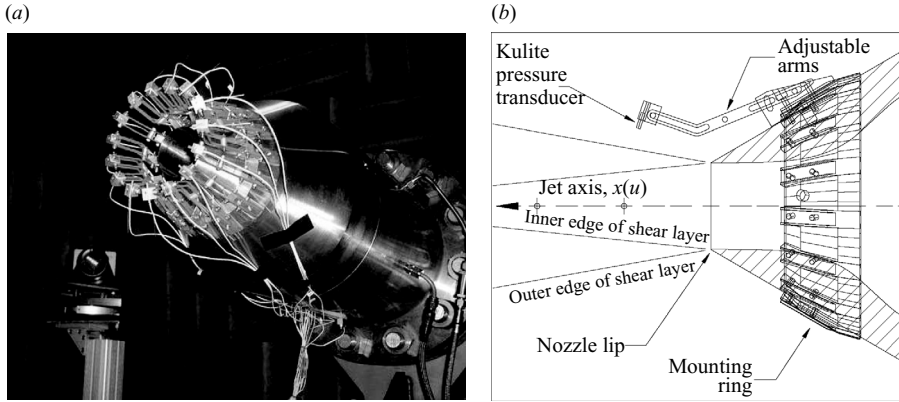 (a)
(b)
Kulite
pressure
transducer
Adjustable
arms
Jet axis, x(u)
Inner edge of shear layer
Outer edge of shear layer
Nozzle lip
Mounting
ring